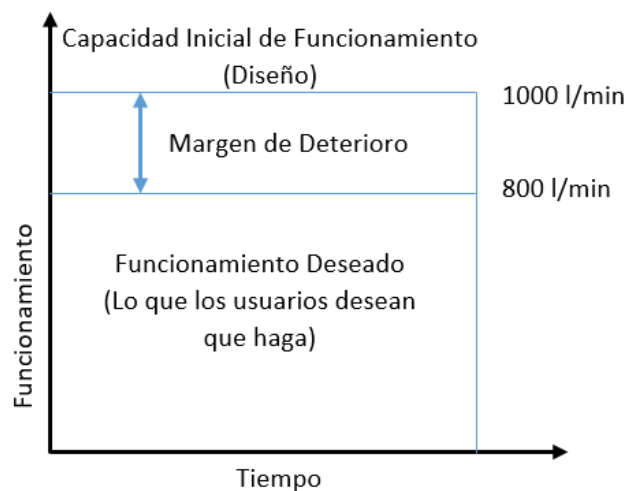 Capacidad Inicial de Funcionamiento
(Diseño)
1000 l/min
Margen de Deterioro
800 l/min
Funcionamiento Deseado
(Lo que los usuarios desean
que haga)
Funcionamiento
Tiempo